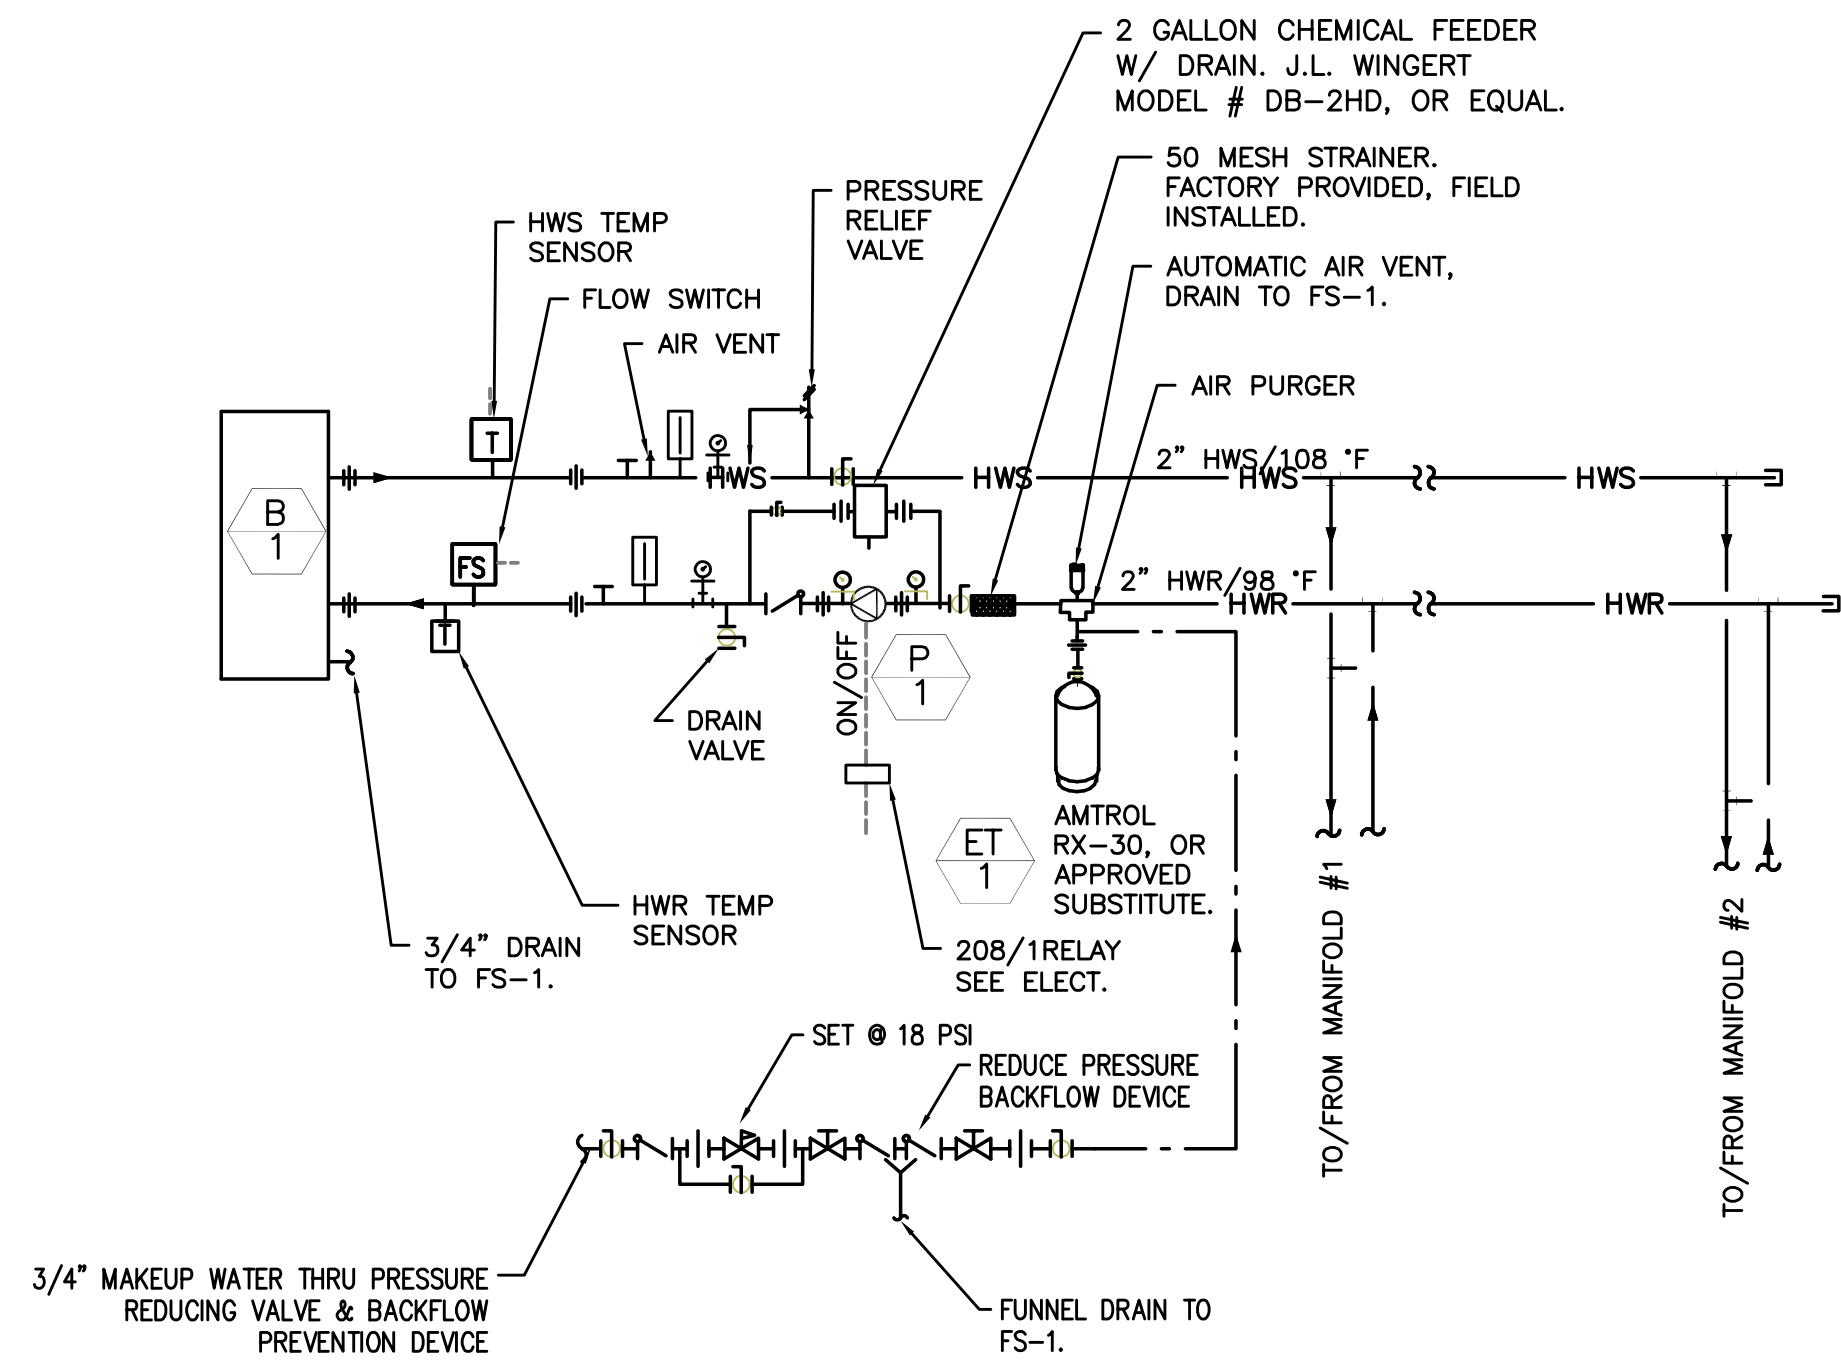 2 GALLON CHEMICAL FEEDER
W/ DRAIN. J.L. WINGERT
MODEL # DB-2HD, OR EQUAL.
50 MESH STRAINER.
FACTORY PROVIDED, FIELD
INSTALLED.
PRESSURE
RELIEF
VALVE
HWS TEMP
SENSOR
AUTOMATIC AIR VENT,
DRAIN TO FS-1.
FLOW SWITCH
AIR VENT
AIR PURGER
T
2" HWS/108 °F
HWS
HWS
HWS
HWS
B
1
FS
2" HWR/98 °F
HWR
HWR
T
ON/OFF
P
1
DRAIN
VALVE
AMTROL
RX-30, OR
APPROVED
SUBSTITUTE.
ET
1
HWR TEMP
SENSOR
3/4" DRAIN
TO FS-1.
208/1RELAY
SEE ELECT.
TO/FROM MANIFOLD #1
TO/FROM MANIFOLD #2
SET @ 18 PSI
REDUCE PRESSURE
BACKFLOW DEVICE
3/4" MAKEUP WATER THRU PRESSURE
REDUCING VALVE & BACKFLOW
PREVENTION DEVICE
FUNNEL DRAIN TO
FS-1.